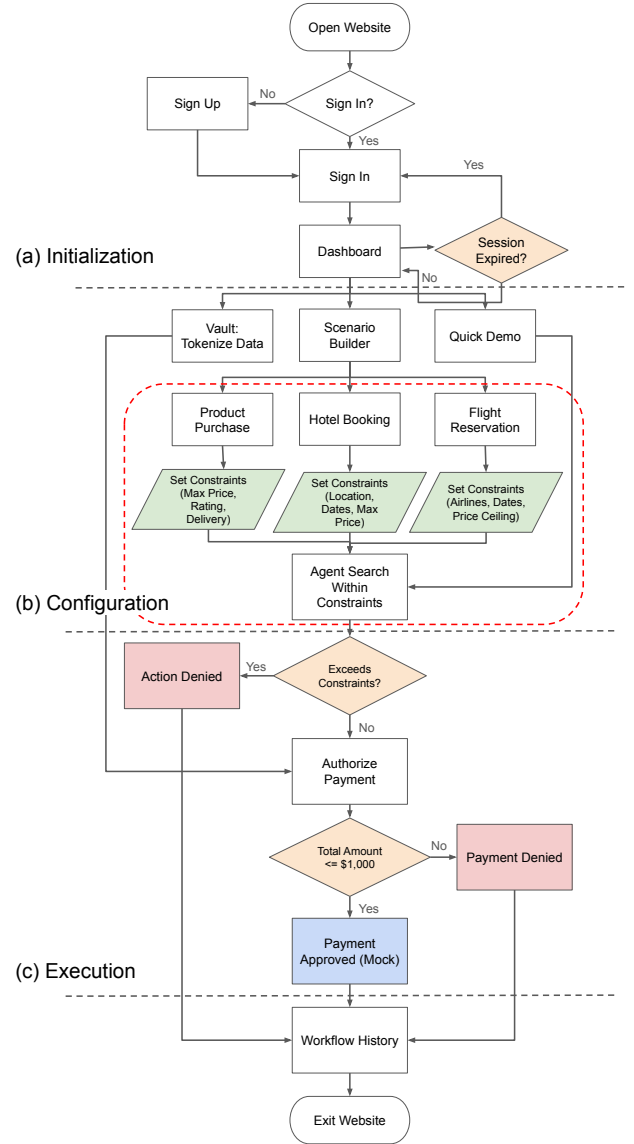 Open Website
No
Sign Up
Sign In?
Yes
Yes
Sign In
Session
Expired?
Dashboard
(a) Initialization
No
Vault:
Tokenize Data
Scenario
Builder
Quick Demo
Product
Purchase
Hotel Booking
Flight
Reservation
Set Constraints
(Max Price,
Rating,
Delivery)
Set Constraints
(Location,
Dates, Max
Price)
Set Constraints
(Airlines, Dates,
Price Ceiling)
Agent Search
Within
Constraints
(b) Configuration
Action Denied
Yes
Exceeds
Constraints?
No
Authorize
Payment
Total Amount
<= $1,000
No
Payment Denied
Yes
Payment
Approved (Mock)
(c) Execution
Workflow History
Exit Website